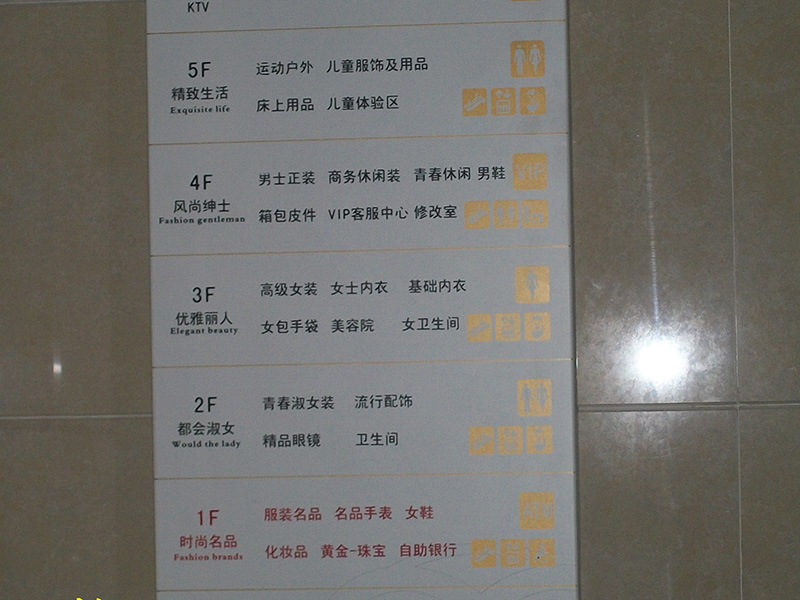 KTV
5F 运动户外 儿童服饰及用品
精致生活
Exquisite life 床上用品 儿童体验区
4F 男士正装 商务休闲装 青春休闲 男鞋 VIP
风尚绅士
Fashion gentleman 箱包皮件 VIP客服中心 修改室
3F 高级女装 女士内衣 基础内衣
优雅丽人
Elegant beauty 女包手袋 美容院 女卫生间
2F 青春淑女装 流行配饰
都会淑女
Would the lady 精品眼镜 卫生间
1F 服装名品 名品手表 女鞋 ATM
时尚名品
Fashion brands 化妆品 黄金-珠宝 自助银行